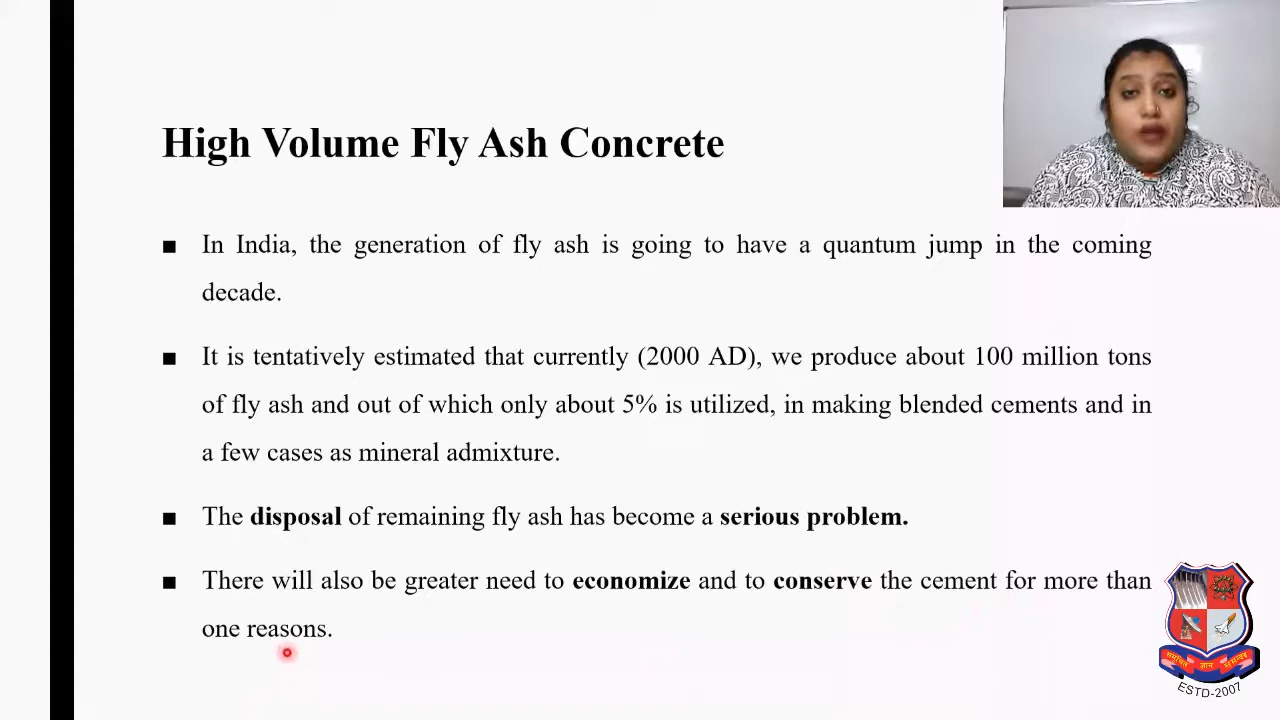 High Volume Fly Ash Concrete
■ In India, the generation of fly ash is going to have a quantum jump in the coming
decade.
■ It is tentatively estimated that currently (2000 AD), we produce about 100 million tons
of fly ash and out of which only about 5% is utilized, in making blended cements and in
a few cases as mineral admixture.
■ The disposal of remaining fly ash has become a serious problem.
■ There will also be greater need to economize and to conserve the cement for more than
one reasons.
ESTD-2007